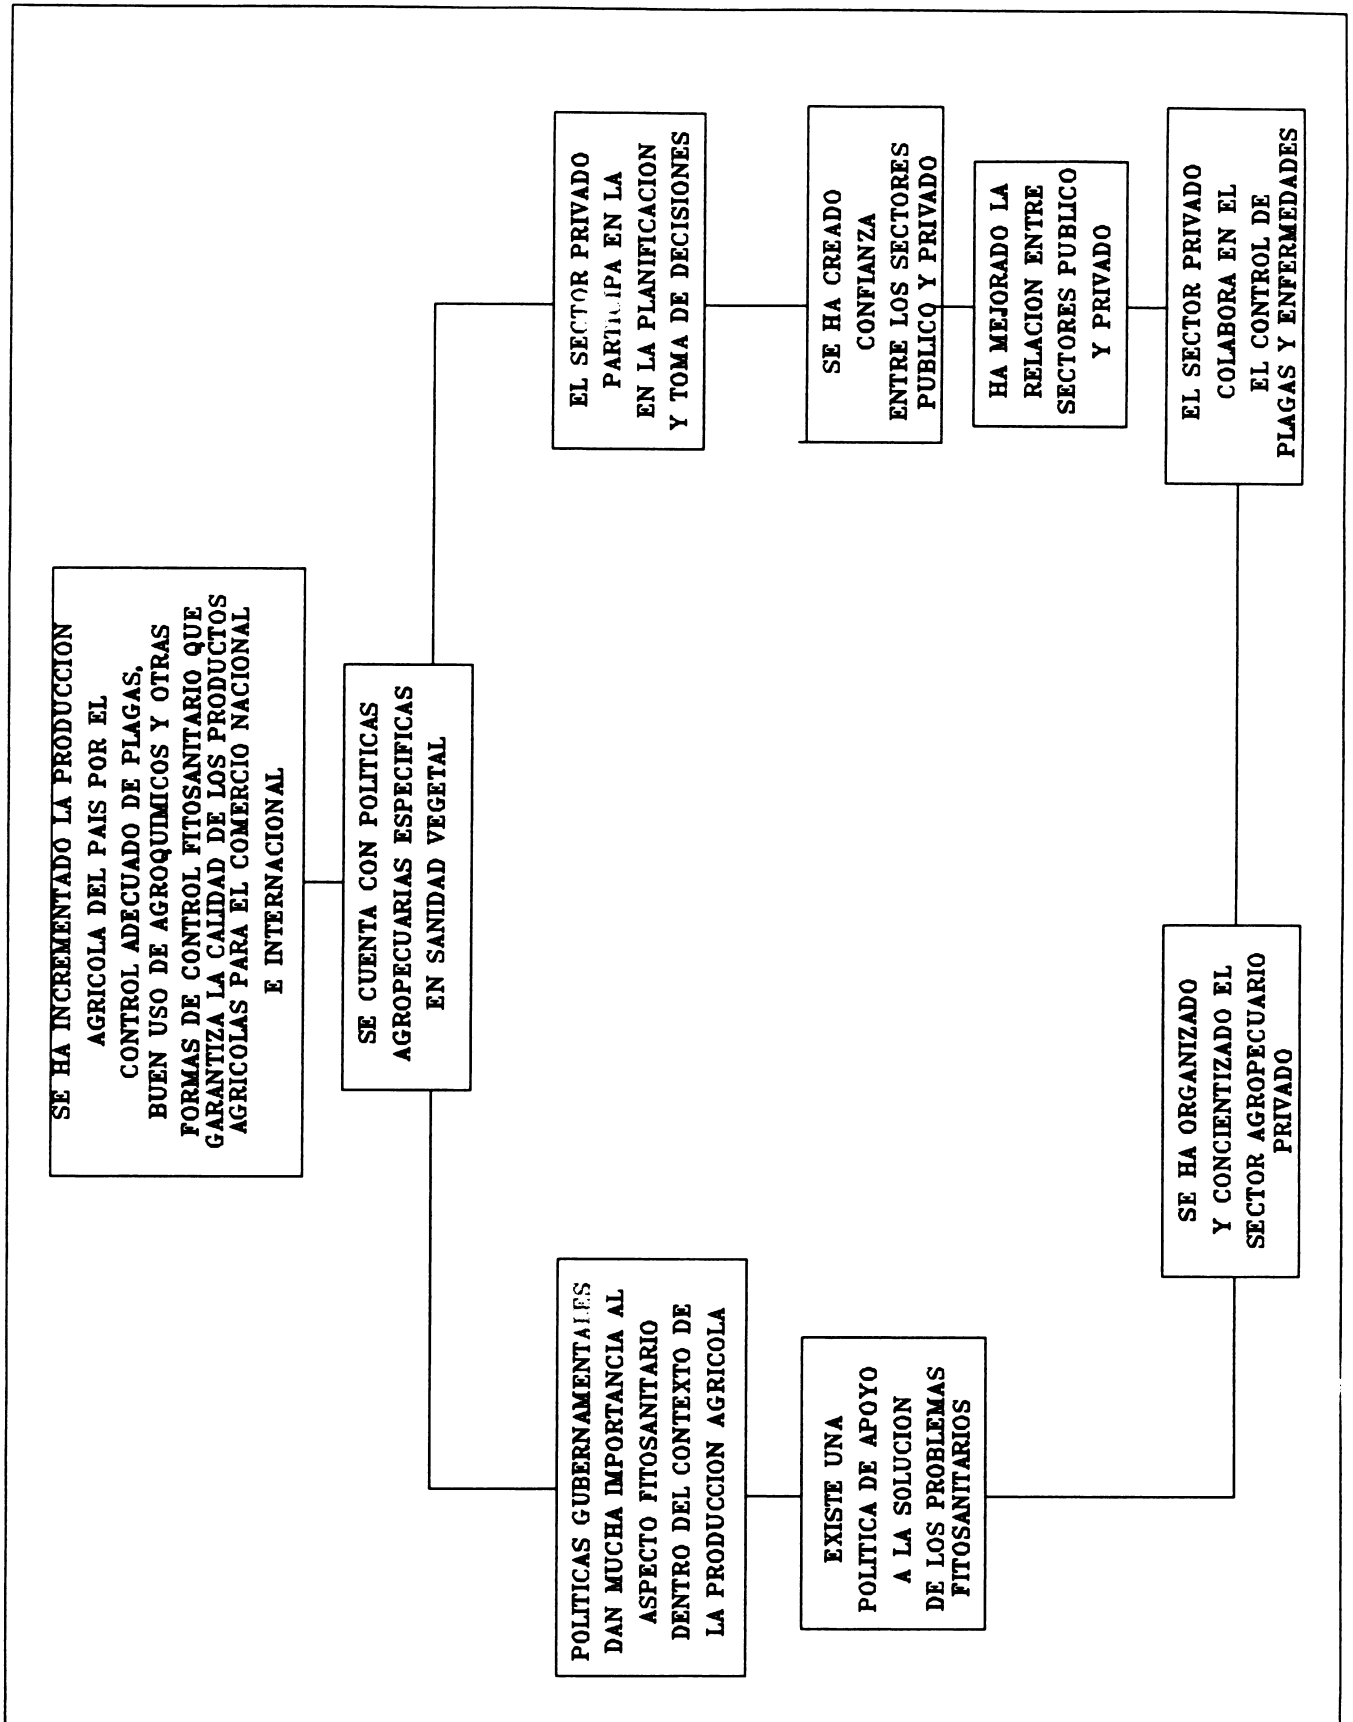 SE HA INCREMENTADO LA PRODUCCION
AGRICOLA DEL PAIS POR EL
CONTROL ADECUADO DE PLAGAS,
BUEN USO DE AGROQUIMICOS Y OTRAS
FORMAS DE CONTROL FITOSANITARIO QUE
GARANTIZA LA CALIDAD DE LOS PRODUCTOS
AGRICOLAS PARA EL COMERCIO NACIONAL
E INTERNACIONAL
SE CUENTA CON POLITICAS
AGROPECUARIAS ESPECIFICAS
EN SANIDAD VEGETAL
POLITICAS GUBERNAMENTALES
DAN MUCHA IMPORTANCIA AL
ASPECTO FITOSANITARIO
DENTRO DEL CONTEXTO DE
LA PRODUCCION AGRICOLA
EXISTE UNA
POLITICA DE APOYO
A LA SOLUCION
DE LOS PROBLEMAS
FITOSANITARIOS
EL SECTOR PRIVADO
PARTICIPA EN LA
EN LA PLANIFICACION
Y TOMA DE DECISIONES
SE HA CREADO
CONFIANZA
ENTRE LOS SECTORES
PUBLICO Y PRIVADO
HA MEJORADO LA
RELACION ENTRE
SECTORES PUBLICO
Y PRIVADO
EL SECTOR PRIVADO
COLABORA EN EL
EL CONTROL DE
PLAGAS Y ENFERMEDADES
SE HA ORGANIZADO
Y CONCIENTIZADO EL
SECTOR AGROPECUARIO
PRIVADO